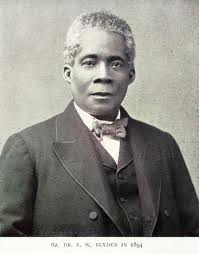 62. DR. E. W. BLYDEN IN 1894